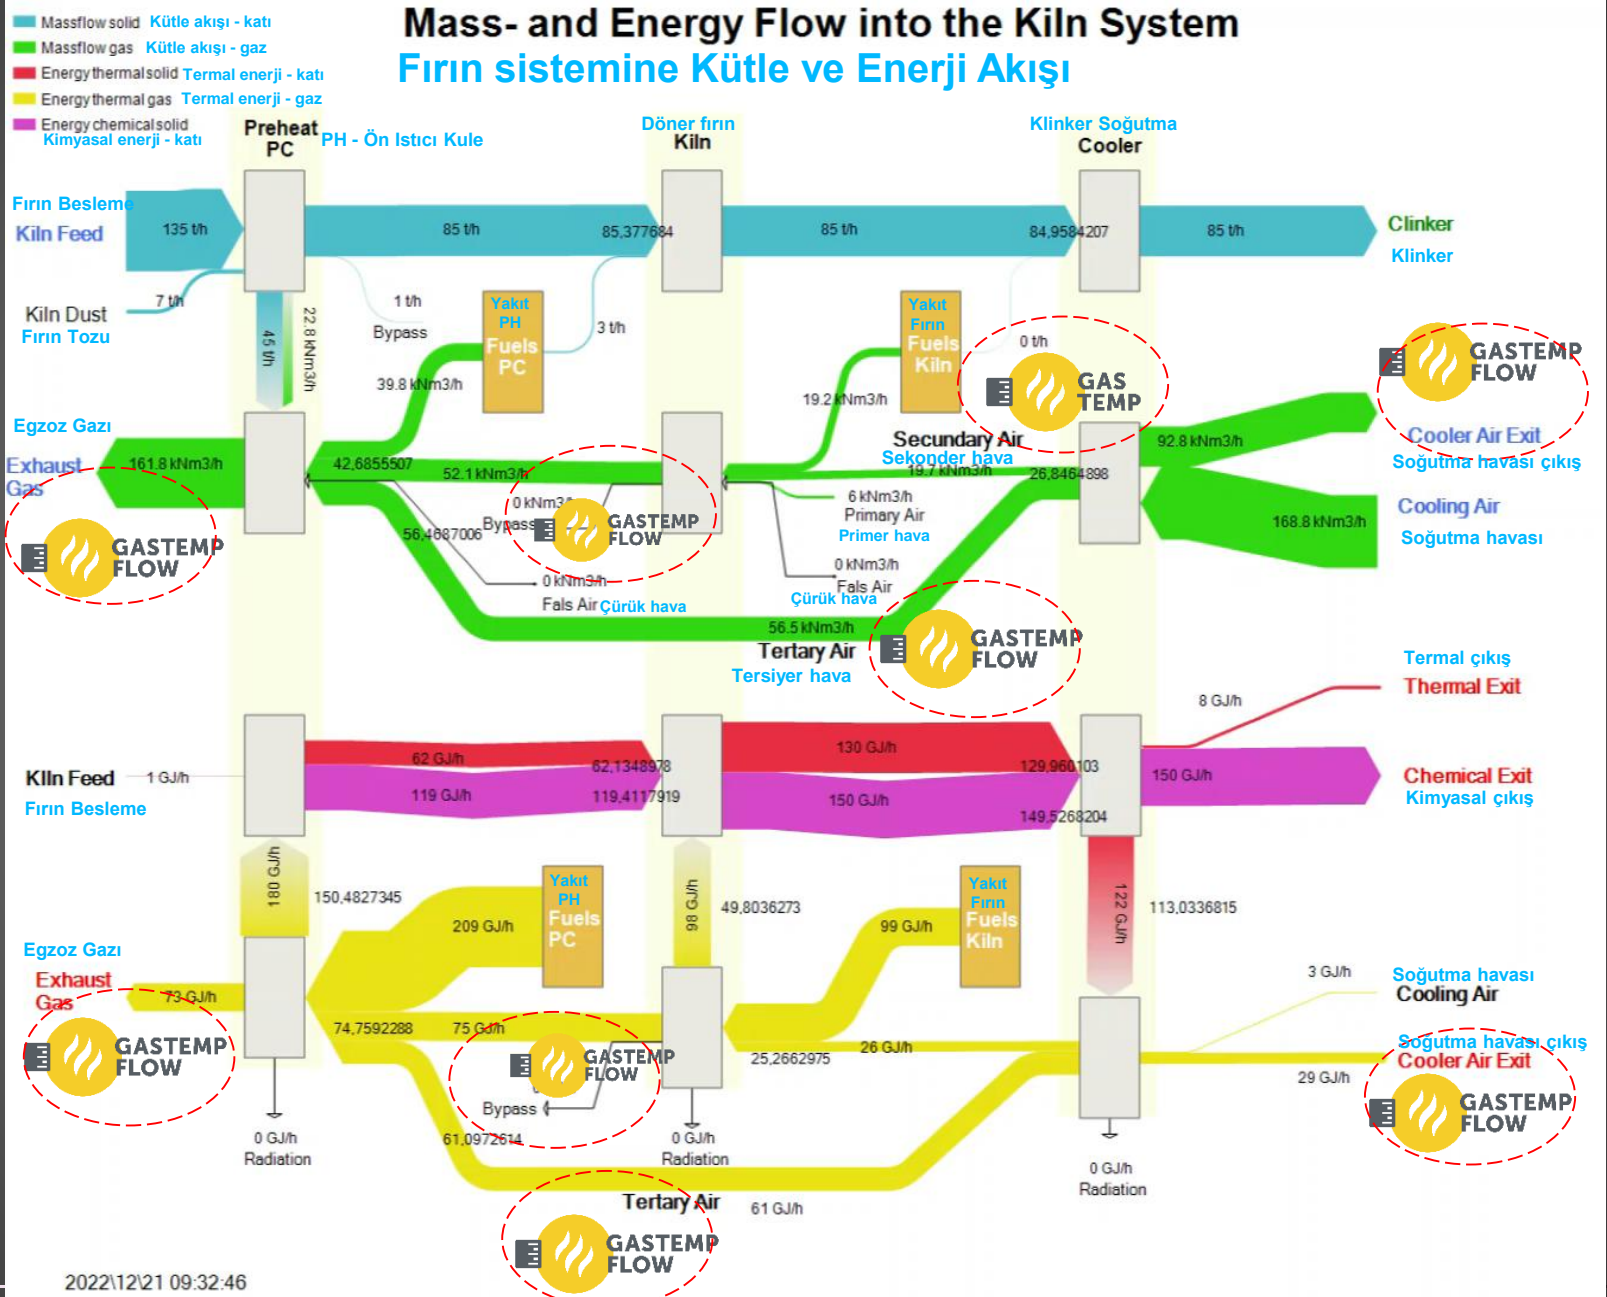 Mass- and Energy Flow into the Kiln System
Fırın sistemine Kütle ve Enerji Akışı
Massflow solid Kütle akışı - katı
Massflow gas Kütle akışı - gaz
Energy thermal solid Termal enerji - katı
Energy thermal gas Termal enerji - gaz
Energy chemical solid
Kimyasal enerji - katı
Preheat
PC
PH - Ön Istıcı Kule
Döner fırın
Kiln
Klinker Soğutma
Cooler
Fırın Besleme
Kiln Feed
135 t/h
85 t/h
85,377684
85 t/h
84,9584207
85 t/h
Clinker
Klinker
Kiln Dust
Fırın Tozu
7 t/h
45 t/h
22.8 kNm3/h
1 t/h
Bypass
Yakıt
PH
Fuels
PC
3 t/h
39.8 kNm3/h
Yakıt
Fırın
Fuels
Kiln
0 t/h
19.2 kNm3/h
GAS
TEMP
GASTEMP
FLOW
Egzoz Gazı
Exhaust
Gas
161.8 kNm3/h
42,6855507
52.1 kNm3/h
Secundary Air
Sekonder hava
19.7 kNm3/h
26,8464898
92.8 kNm3/h
Cooler Air Exit
Soğutma havası çıkış
Cooling Air
Soğutma havası
168.8 kNm3/h
GASTEMP
FLOW
56,4687006
0 kNm3/h
Bypass
GASTEMP
FLOW
6 kNm3/h
Primary Air
Primer hava
0 kNm3/h
Fals Air Çürük hava
0 kNm3/h
Fals Air
Çürük hava
56.5 kNm3/h
Tertary Air
Tersiyer hava
GASTEMP
FLOW
Termal çıkış
Thermal Exit
8 GJ/h
KIln Feed
1 GJ/h
Fırın Besleme
62 GJ/h
62,1348978
119 GJ/h
119,4117919
130 GJ/h
129,960103
150 GJ/h
149,5268204
150 GJ/h
Chemical Exit
Kimyasal çıkış
180 GJ/h
150,4827345
Yakıt
PH
Fuels
PC
209 GJ/h
98 GJ/h
49,8036273
99 GJ/h
Yakıt
Fırın
Fuels
Kiln
122 GJ/h
113,0336815
Egzoz Gazı
Exhaust
Gas
73 GJ/h
GASTEMP
FLOW
74,7592288
75 GJ/h
GASTEMP
FLOW
Bypass
25,2662975
26 GJ/h
3 GJ/h
Soğutma havası
Cooling Air
Soğutma havası çıkış
Cooler Air Exit
29 GJ/h
GASTEMP
FLOW
0 GJ/h
Radiation
61,0972614
0 GJ/h
Radiation
0 GJ/h
Radiation
Tertary Air
61 GJ/h
GASTEMP
FLOW
2022\12\21 09:32:46